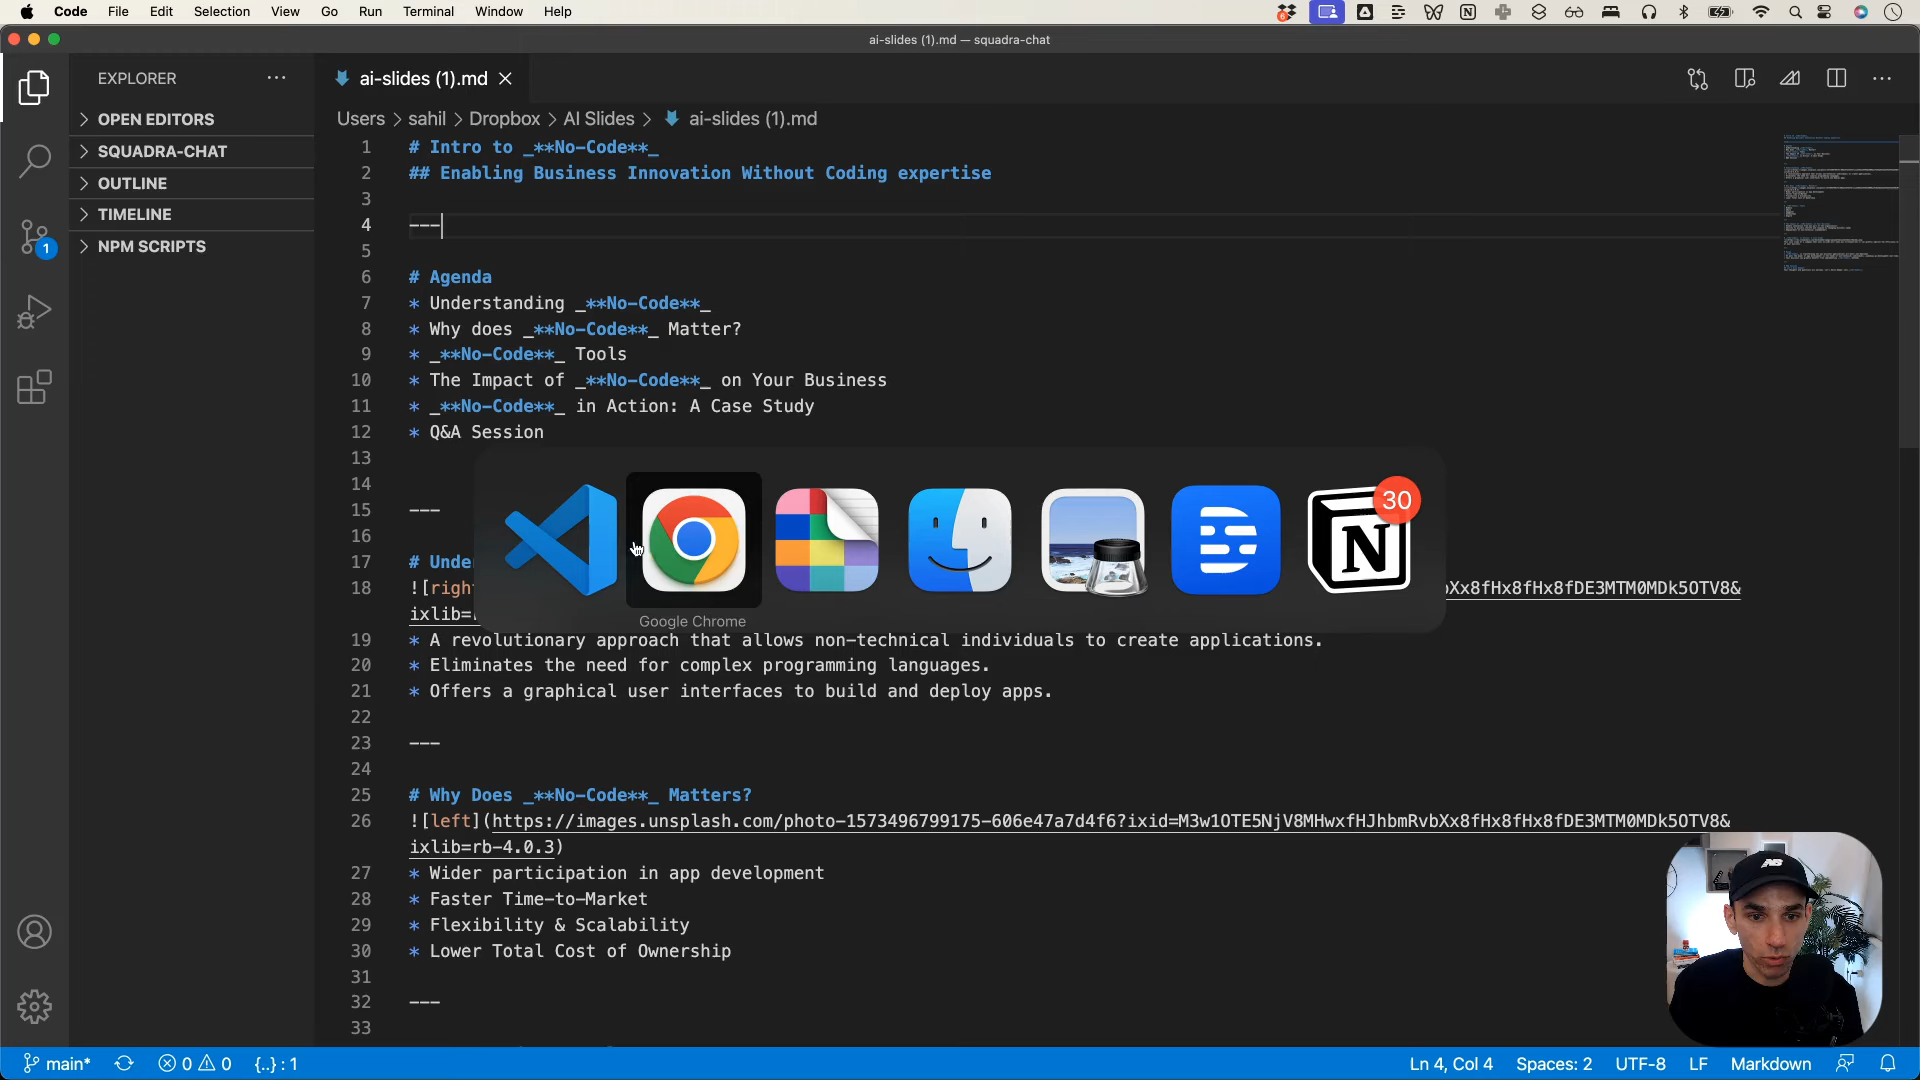 Code File Edit Selection View Go Run Terminal Window Help
ai-slides (1).md — squadra-chat
EXPLORER
OPEN EDITORS
SQUADRA-CHAT
OUTLINE
TIMELINE
NPM SCRIPTS
1
ai-slides (1).md
Users > sahil > Dropbox > AI Slides > ai-slides (1).md
1 # Intro to _**No-Code**_
2 ## Enabling Business Innovation Without Coding expertise
3
4 ---
5
6 # Agenda
7 * Understanding _**No-Code**_
8 * Why does _**No-Code**_ Matter?
9 * _**No-Code**_ Tools
10 * The Impact of _**No-Code**_ on Your Business
11 * _**No-Code**_ in Action: A Case Study
12 * Q&A Session
13
14
15 ---
16
17 # Unde
18 ![righ
bXx8fHx8fHx8fDE3MTM0MDk5OTV8&
ixlib=
30
Google Chrome
19 * A revolutionary approach that allows non-technical individuals to create applications.
20 * Eliminates the need for complex programming languages.
21 * Offers a graphical user interfaces to build and deploy apps.
22
23 ---
24
25 # Why Does _**No-Code**_ Matters?
26 ![left](https://images.unsplash.com/photo-1573496799175-606e47a7d4f6?ixid=M3w1OTE5NjV8MHwxfHJhbmRvbXx8fHx8fHx8fDE3MTM0MDk5OTV8&
ixlib=rb-4.0.3)
27 * Wider participation in app development
28 * Faster Time-to-Market
29 * Flexibility & Scalability
30 * Lower Total Cost of Ownership
31
32 ---
33
main* 0 0 {..} : 1
Ln 4, Col 4 Spaces: 2 UTF-8 LF Markdown